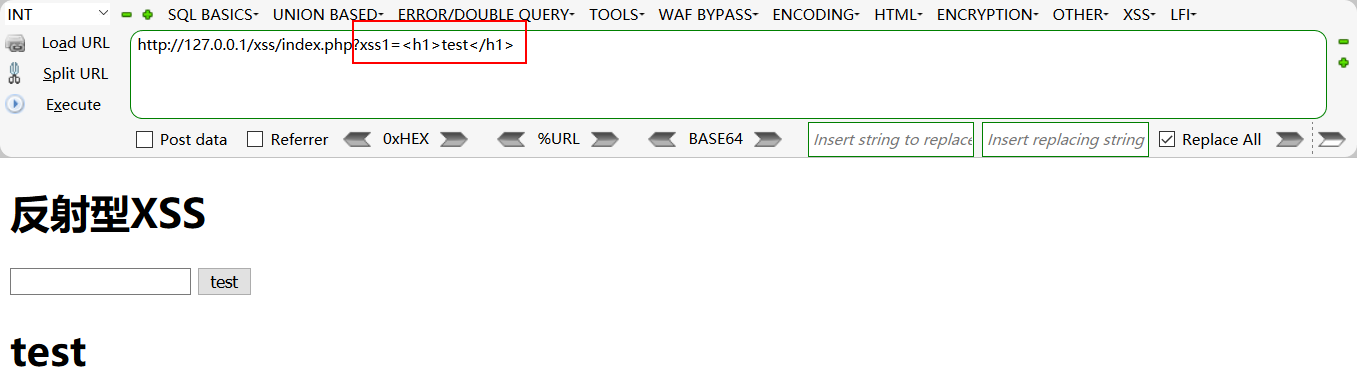 INT SQL BASICS UNION BASED ERROR/DOUBLE QUERY TOOLS WAF BYPASS ENCODING HTML ENCRYPTION OTHER XSS LFI
Load URL http://127.0.0.1/xss/index.php?xss1=<h1>test</h1>
Split URL
Execute
Post data Referrer 0xHEX %URL BASE64 Insert string to replace Insert replacing string Replace All
反射型XSS
test
test